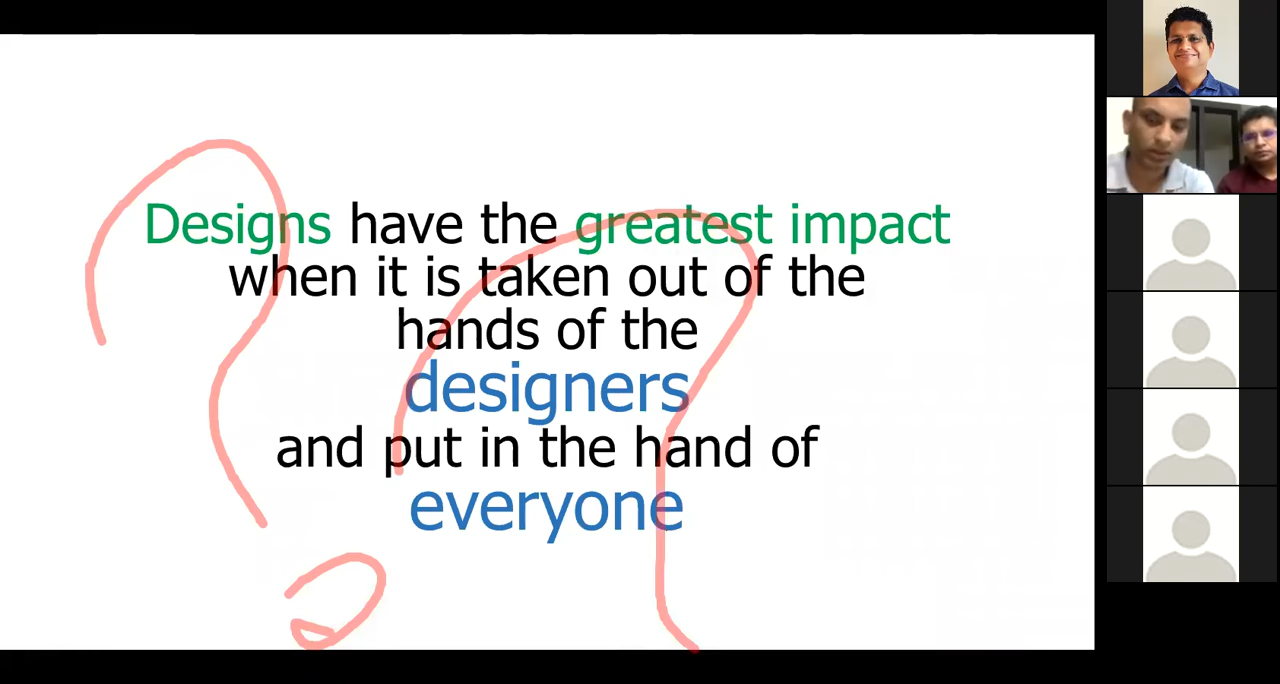 Designs have the greatest impact
when it is taken out of the
hands of the
designers
and put in the hand of
everyone